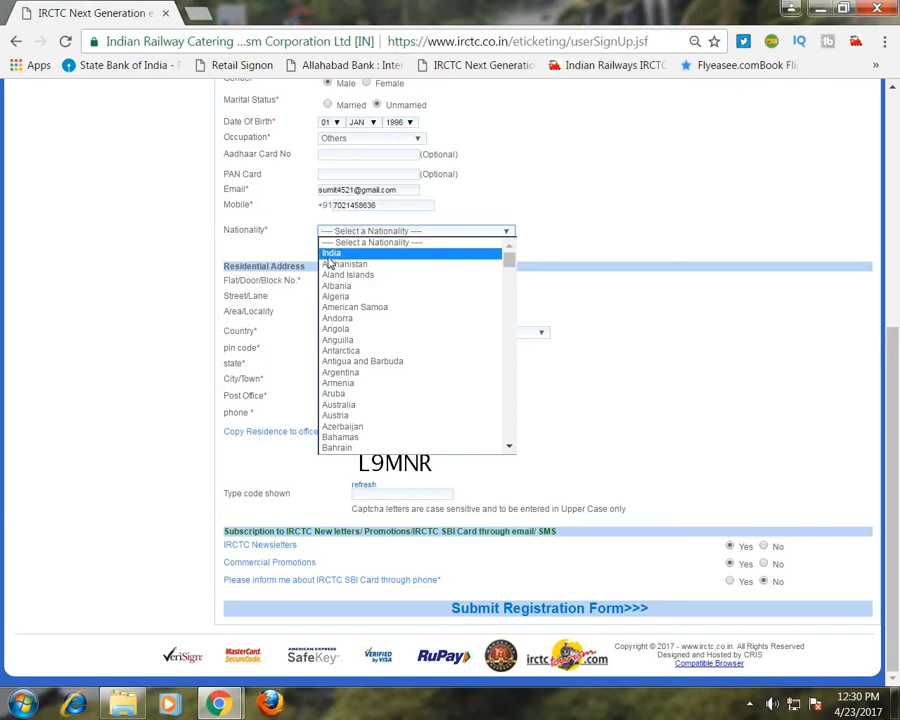 IRCTC Next Generation e
Indian Railway Catering ...sm Corporation Ltd [IN]
https://www.irctc.co.in/eticketing/userSignUp.jsf
Apps
State Bank of India -
Retail Signon
Allahabad Bank : Inte
IRCTC Next Generation
Indian Railways IRCTC
Flyeasee.comBook Fli
»
Marital Status*
Male
Female
Married
Unmarried
Date Of Birth*
01
JAN
1996
Occupation*
Others
Aadhaar Card No
(Optional)
PAN Card
(Optional)
Email*
sumit4521@gmail.com
Mobile*
+91 7021458636
Nationality*
---- Select a Nationality ----
---- Select a Nationality ----
India
Afghanistan
Aland Islands
Albania
Algeria
American Samoa
Andorra
Angola
Anguilla
Antarctica
Antigua and Barbuda
Argentina
Armenia
Aruba
Australia
Austria
Azerbaijan
Bahamas
Bahrain
Residential Address
Flat/Door/Block No.*
Street/Lane
Area/Locality
Country*
pin code*
state*
City/Town*
Post Office*
phone *
Copy Residence to office
L9MNR
refresh
Type code shown
Captcha letters are case sensitive and to be entered in Upper Case only
Subscription to IRCTC New letters/ Promotions/IRCTC SBI Card through email/ SMS
IRCTC Newsletters
Yes
No
Commercial Promotions
Yes
No
Please inform me about IRCTC SBI Card through phone*
Yes
No
Submit Registration Form>>>
VeriSign
MasterCard.
SecureCode.
AMERICAN EXPRESS
SafeKey
VERIFIED
by VISA
RuPay
irctc tourism.com
Copyright © 2017 - www.irctc.co.in. All Rights Reserved
Designed and Hosted by CRIS
Compatible Browser
12:30 PM
4/23/2017